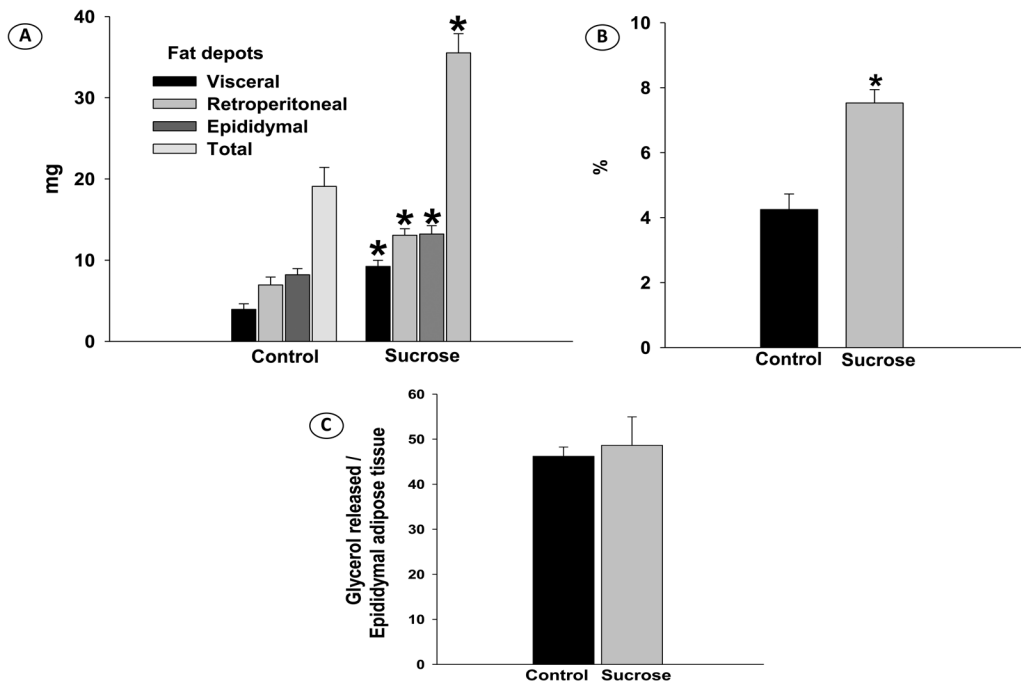 A
40
30
20
10
0
mg
Fat depots
Visceral
Retroperitoneal
Epididymal
Total
*
*
*
*
Control
Sucrose
B
10
8
6
4
2
0
%
*
Control
Sucrose
C
60
50
40
30
20
10
0
Glycerol released /
Epididymal adipose tissue
Control
Sucrose